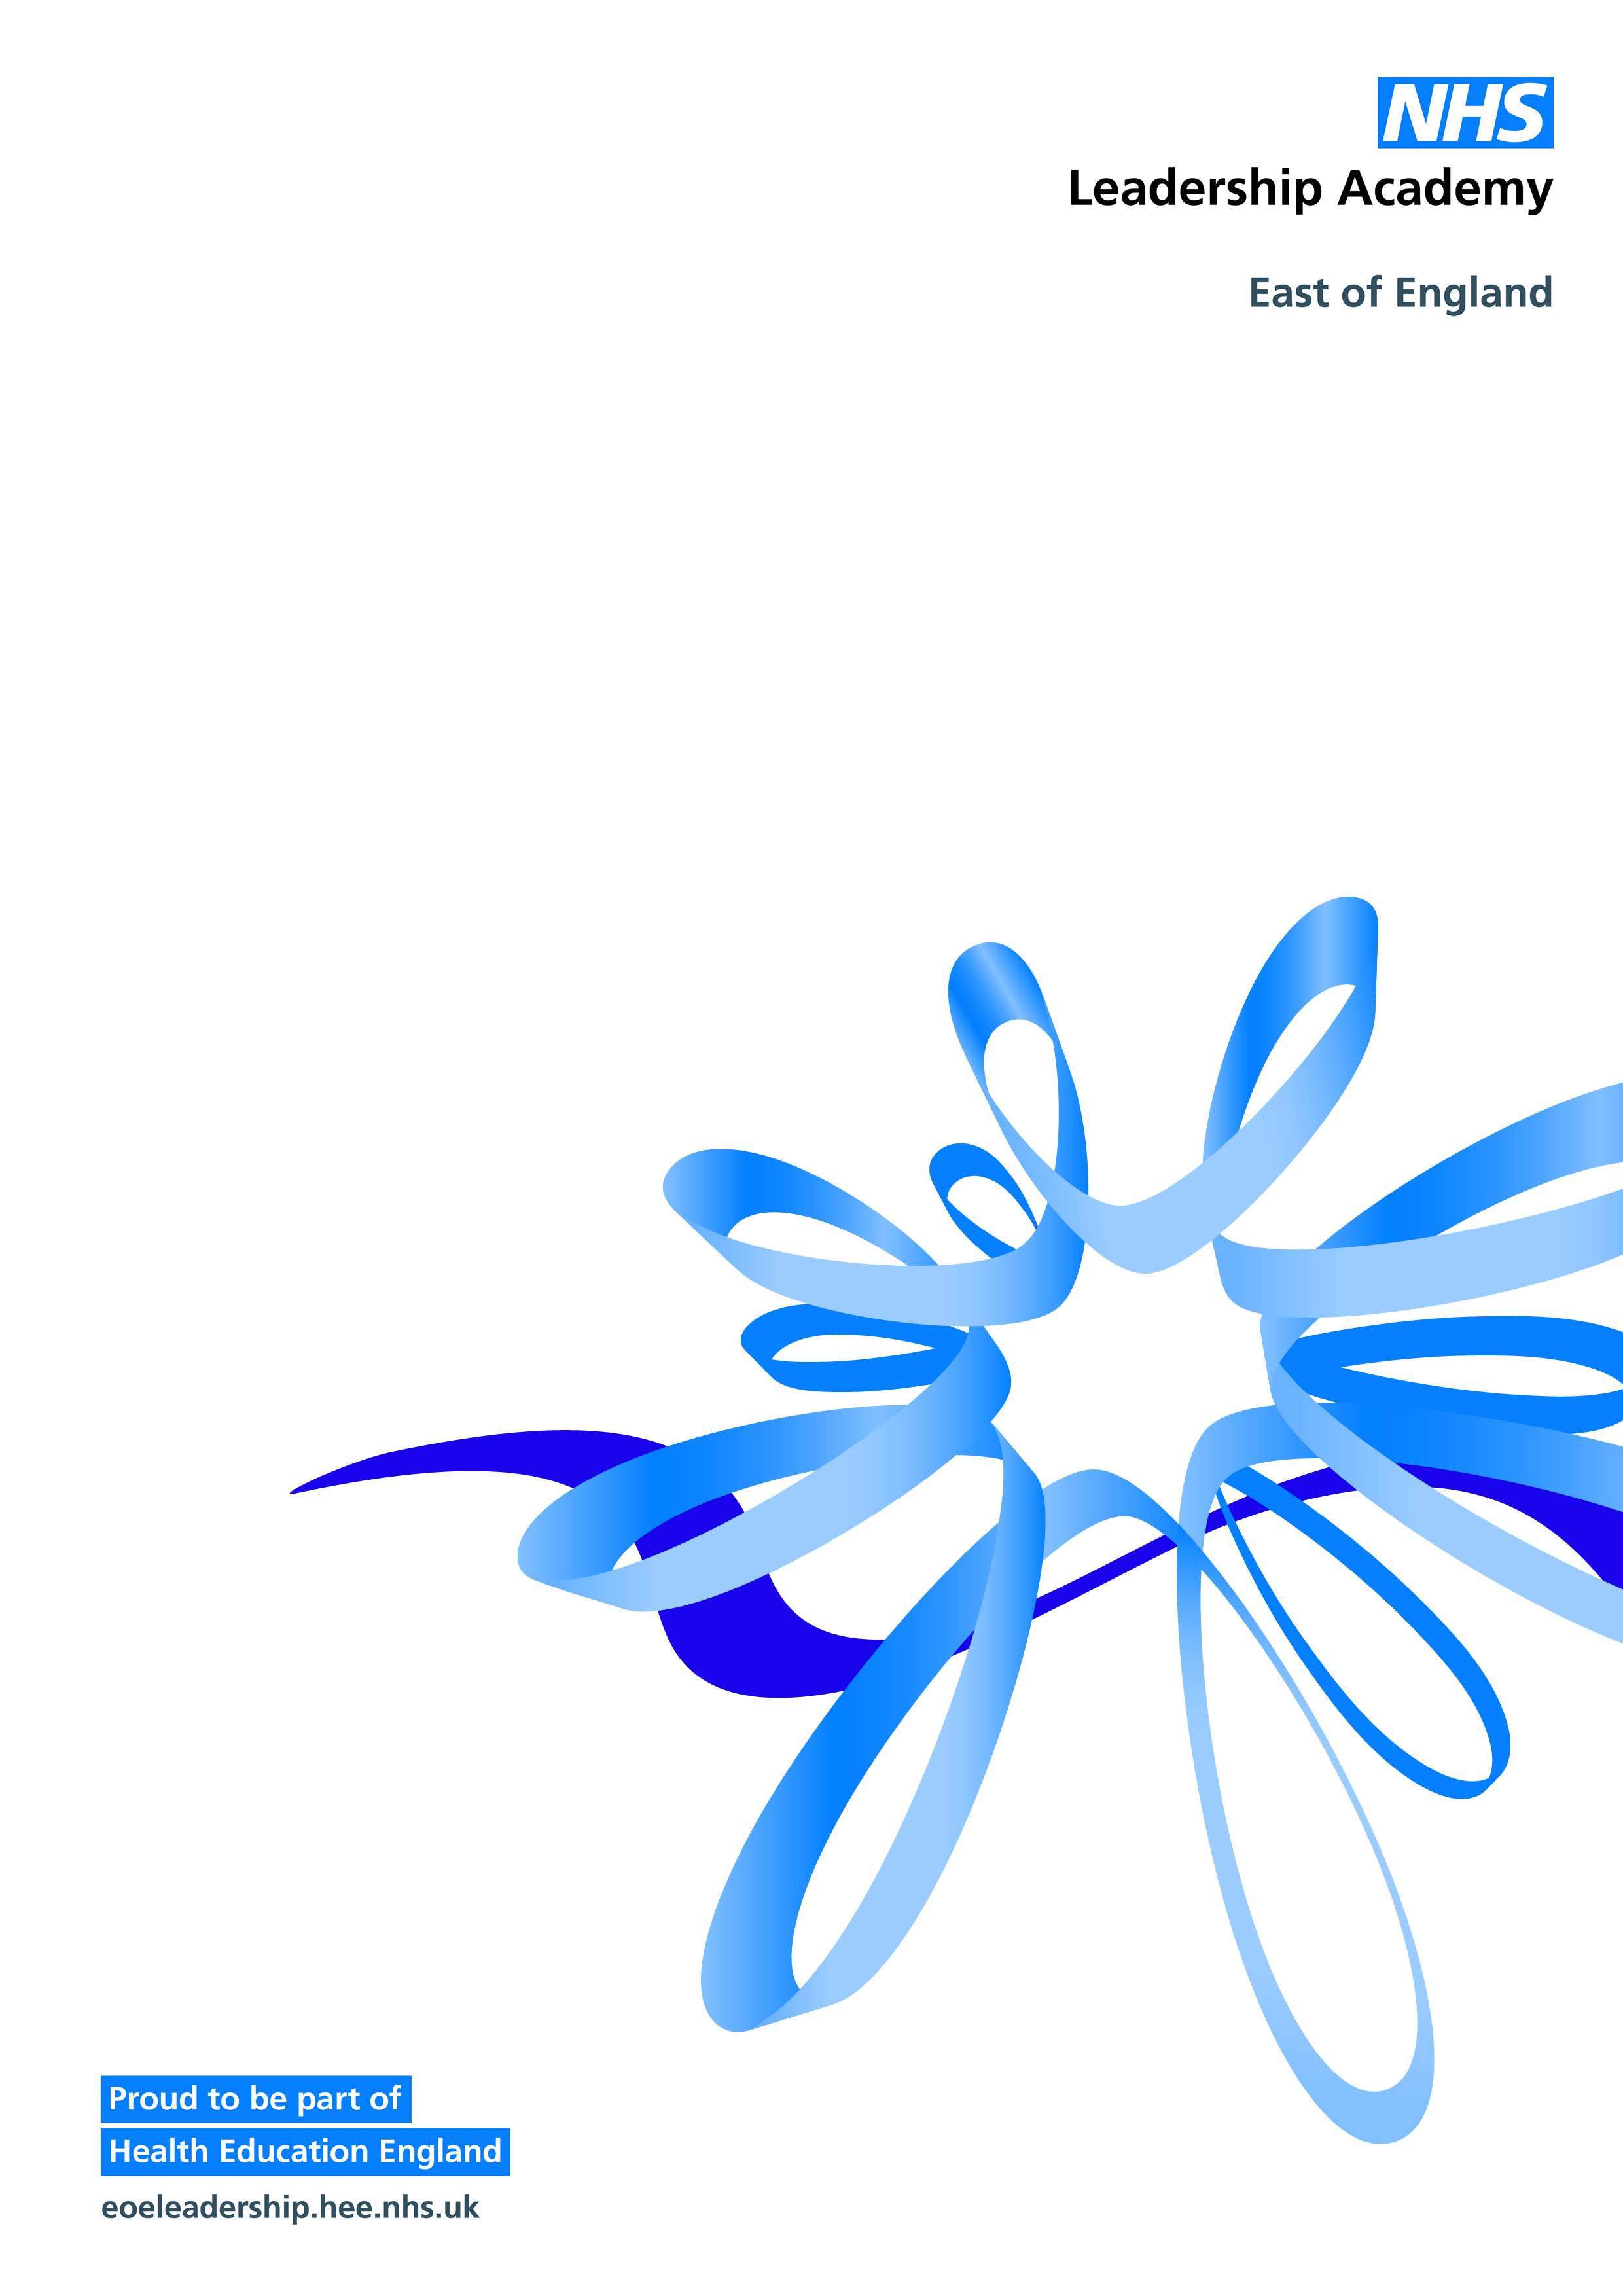 NHS
Leadership Academy
East of England
Proud to be part of
Health Education England
eoeleadership.hee.nhs.uk